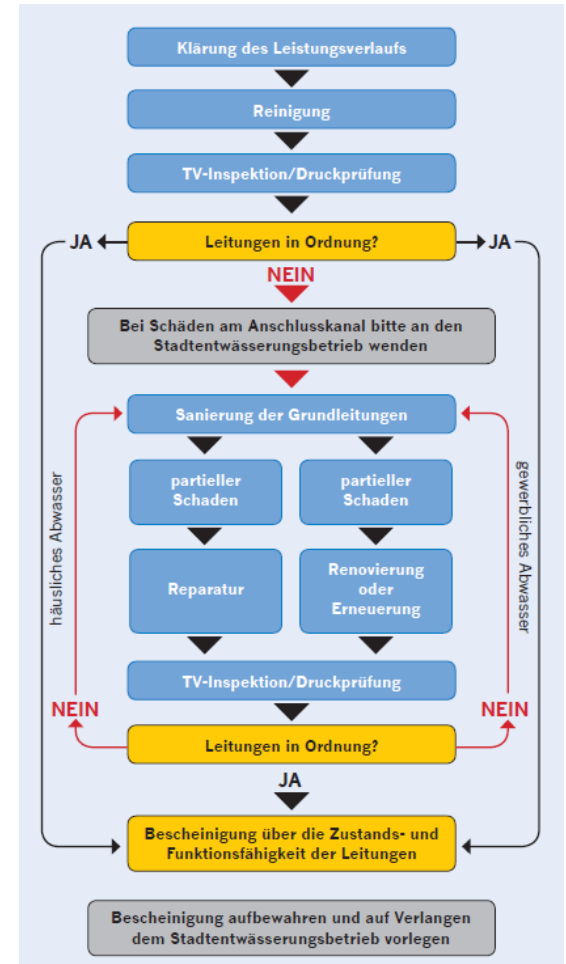 Klärung des Leistungsverlaufs
Reinigung
TV-Inspektion/Druckprüfung
JA
Leitungen in Ordnung?
JA
NEIN
Bei Schäden am Anschlusskanal bitte an den
Stadtentwässerungsbetrieb wenden
Sanierung der Grundleitungen
partieller
Schaden
partieller
Schaden
häusliches Abwasser
gewerbliches Abwasser
Reparatur
Renovierung
oder
Erneuerung
TV-Inspektion/Druckprüfung
NEIN
NEIN
Leitungen in Ordnung?
JA
Bescheinigung über die Zustands- und
Funktionsfähigkeit der Leitungen
Bescheinigung aufbewahren und auf Verlangen
dem Stadtentwässerungsbetrieb vorlegen